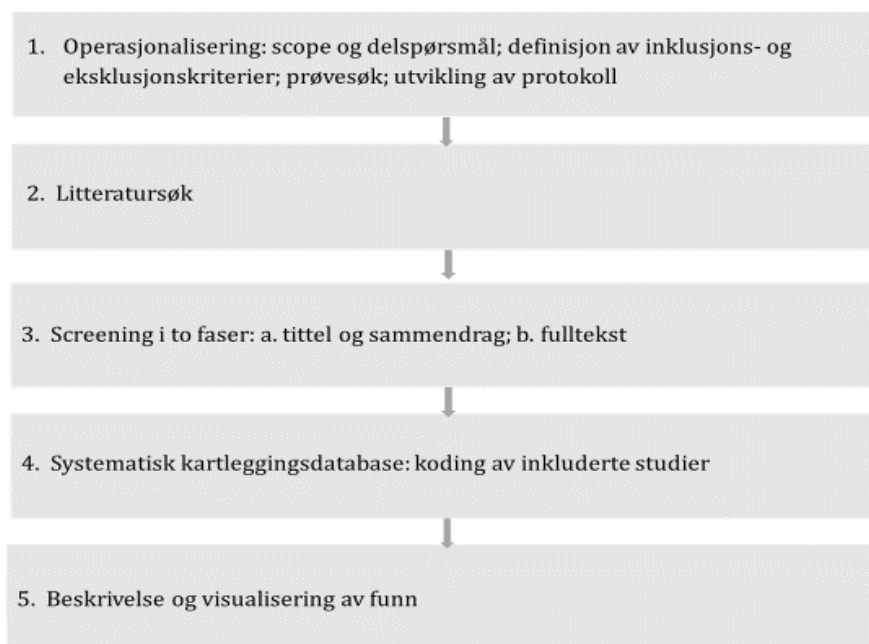 1. Operasjonalisering: scope og delspørsmål; definisjon av inklusjons- og
eksklusjonskriterier; prøvesøk; utvikling av protokoll
2. Litteratursøk
3. Screening i to faser: a. tittel og sammendrag; b. fulltekst
4. Systematisk kartleggingsdatabase: koding av inkluderte studier
5. Beskrivelse og visualisering av funn